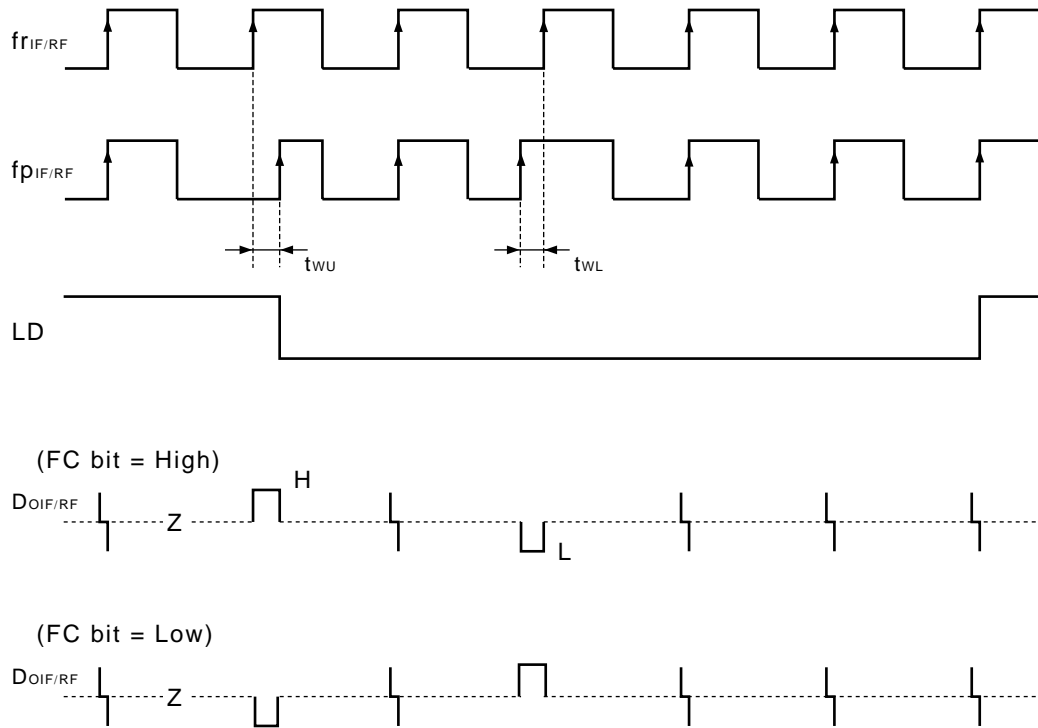 frIF/RF
fpIF/RF
tWU
tWL
LD
(FC bit = High)
H
DOIF/RF
Z
L
(FC bit = Low)
DOIF/RF
Z